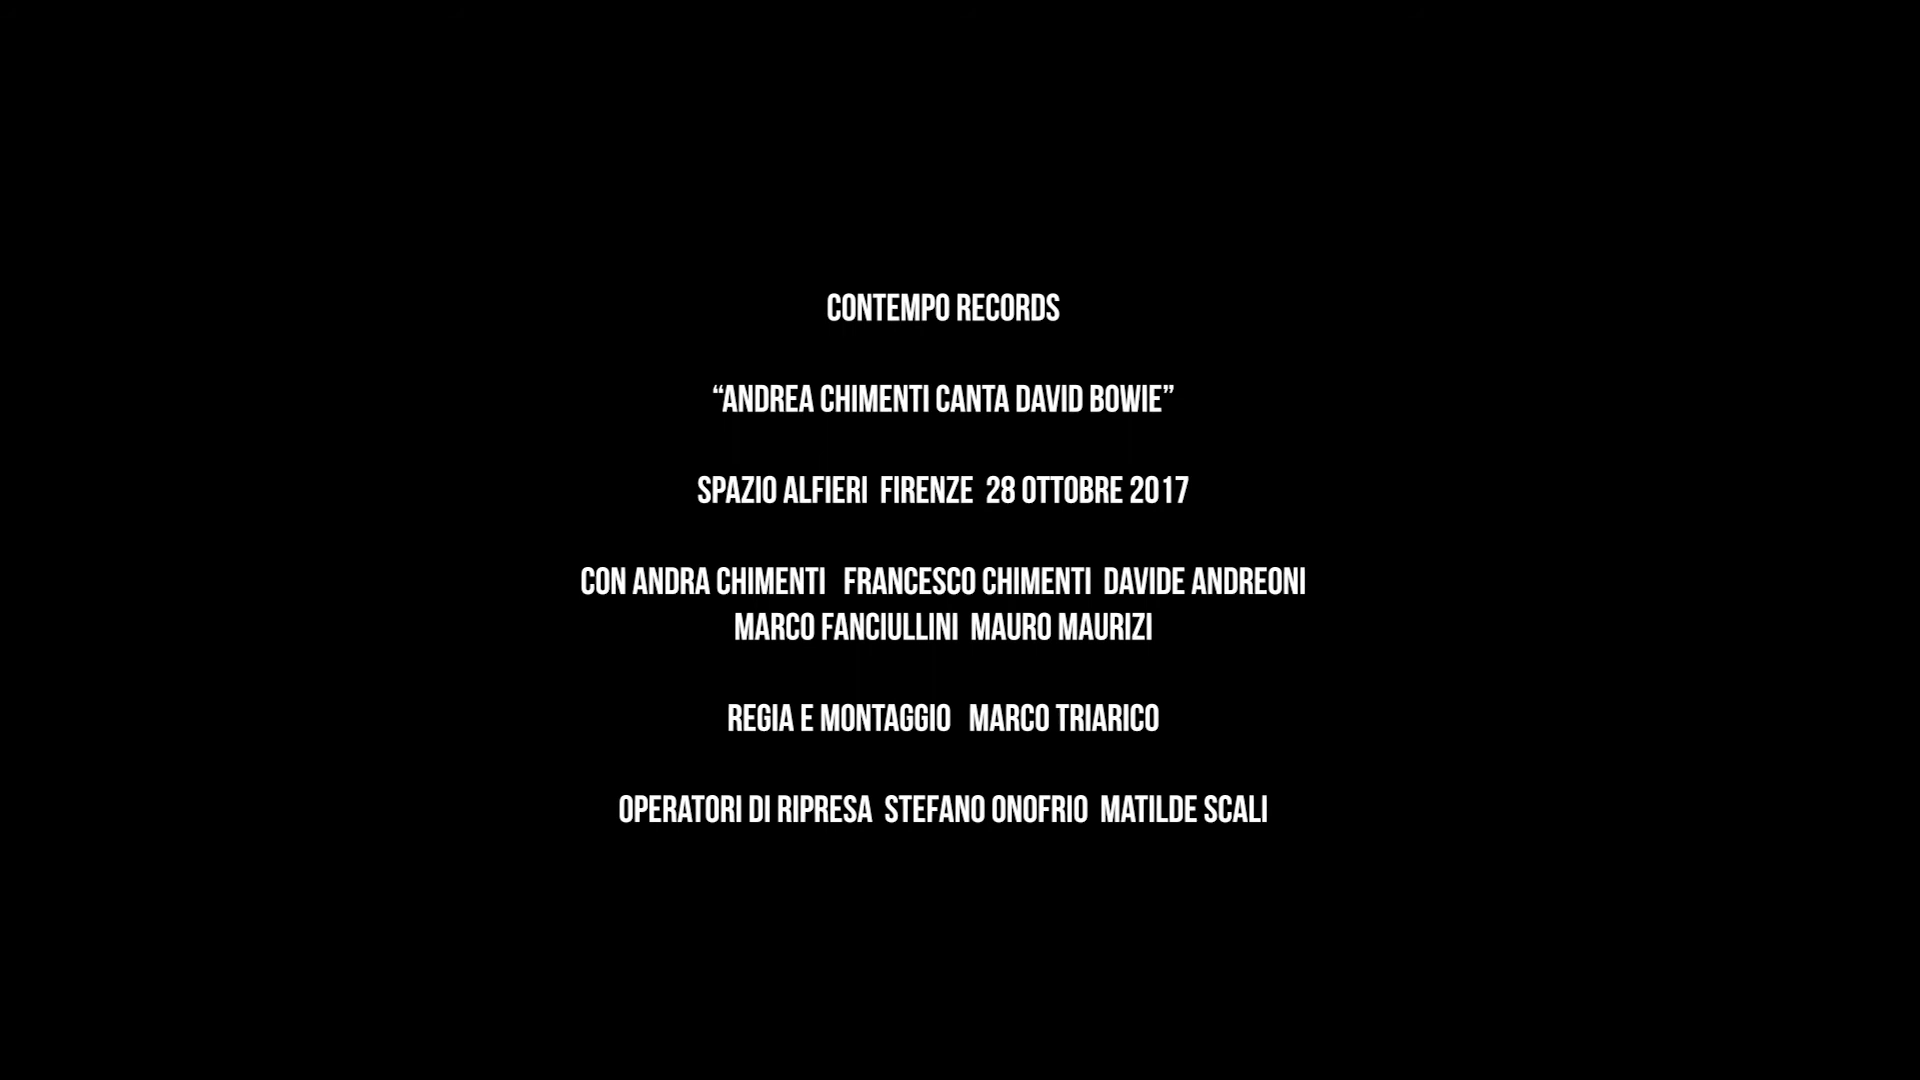 CONTEMPO RECORDS
“ANDREA CHIMENTI CANTA DAVID BOWIE”
SPAZIO ALFIERI FIRENZE 28 OTTOBRE 2017
CON ANDRA CHIMENTI FRANCESCO CHIMENTI DAVIDE ANDREONI
MARCO FANCIULLINI MAURO MAURIZI
REGIA E MONTAGGIO MARCO TRIARICO
OPERATORI DI RIPRESA STEFANO ONOFRIO MATILDE SCALI